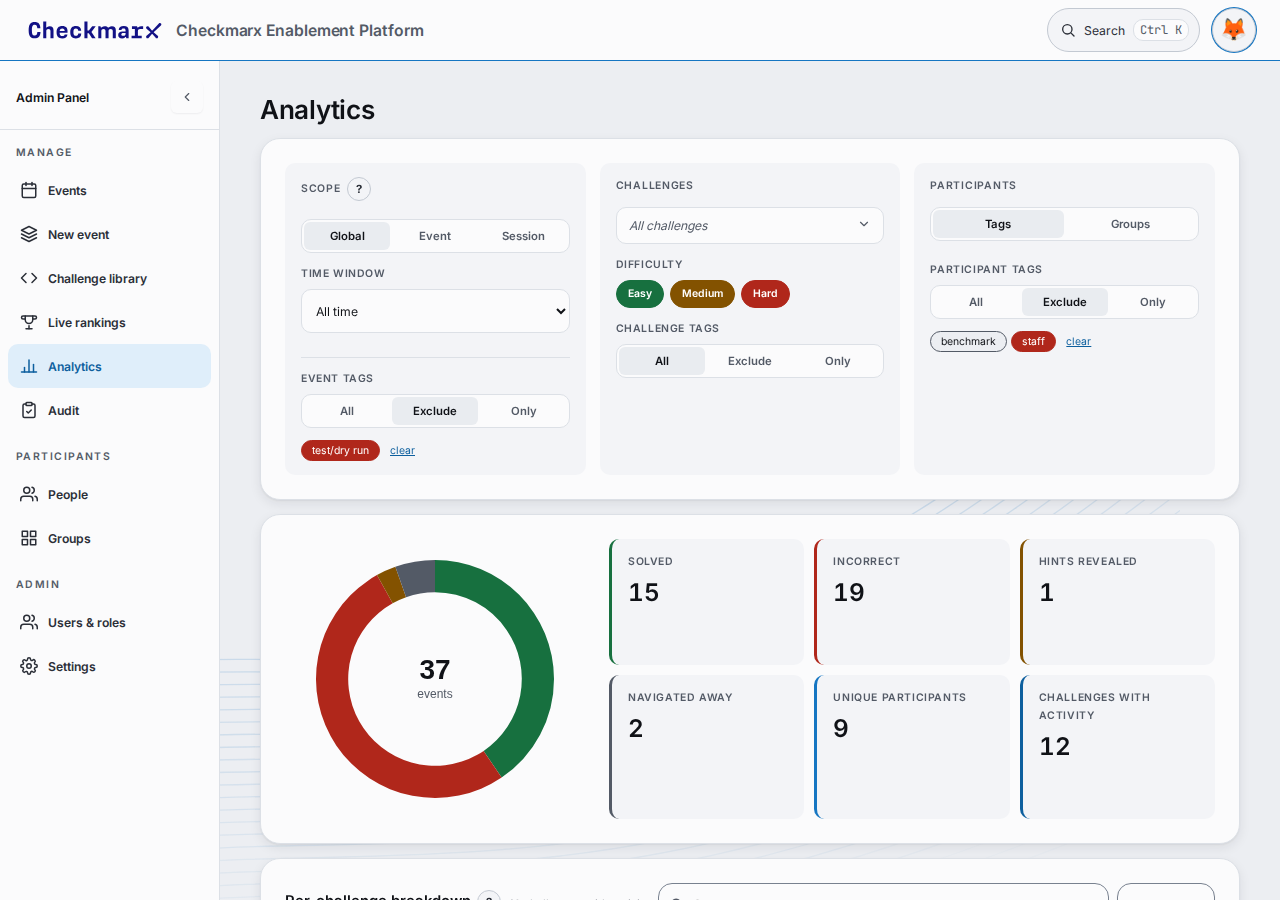 Checkmarx Checkmarx Enablement Platform Search Ctrl K
Admin Panel
MANAGE
Events
New event
Challenge library
Live rankings
Analytics
Audit
PARTICIPANTS
People
Groups
ADMIN
Users & roles
Settings
Analytics
SCOPE ?
Global Event Session
TIME WINDOW
All time
EVENT TAGS
All Exclude Only
test/dry run clear
CHALLENGES
All challenges
DIFFICULTY
Easy Medium Hard
CHALLENGE TAGS
All Exclude Only
PARTICIPANTS
Tags Groups
PARTICIPANT TAGS
All Exclude Only
benchmark staff clear
37
events
SOLVED
15
INCORRECT
19
HINTS REVEALED
1
NAVIGATED AWAY
2
UNIQUE PARTICIPANTS
9
CHALLENGES WITH
ACTIVITY
12
Per-challenge breakdown